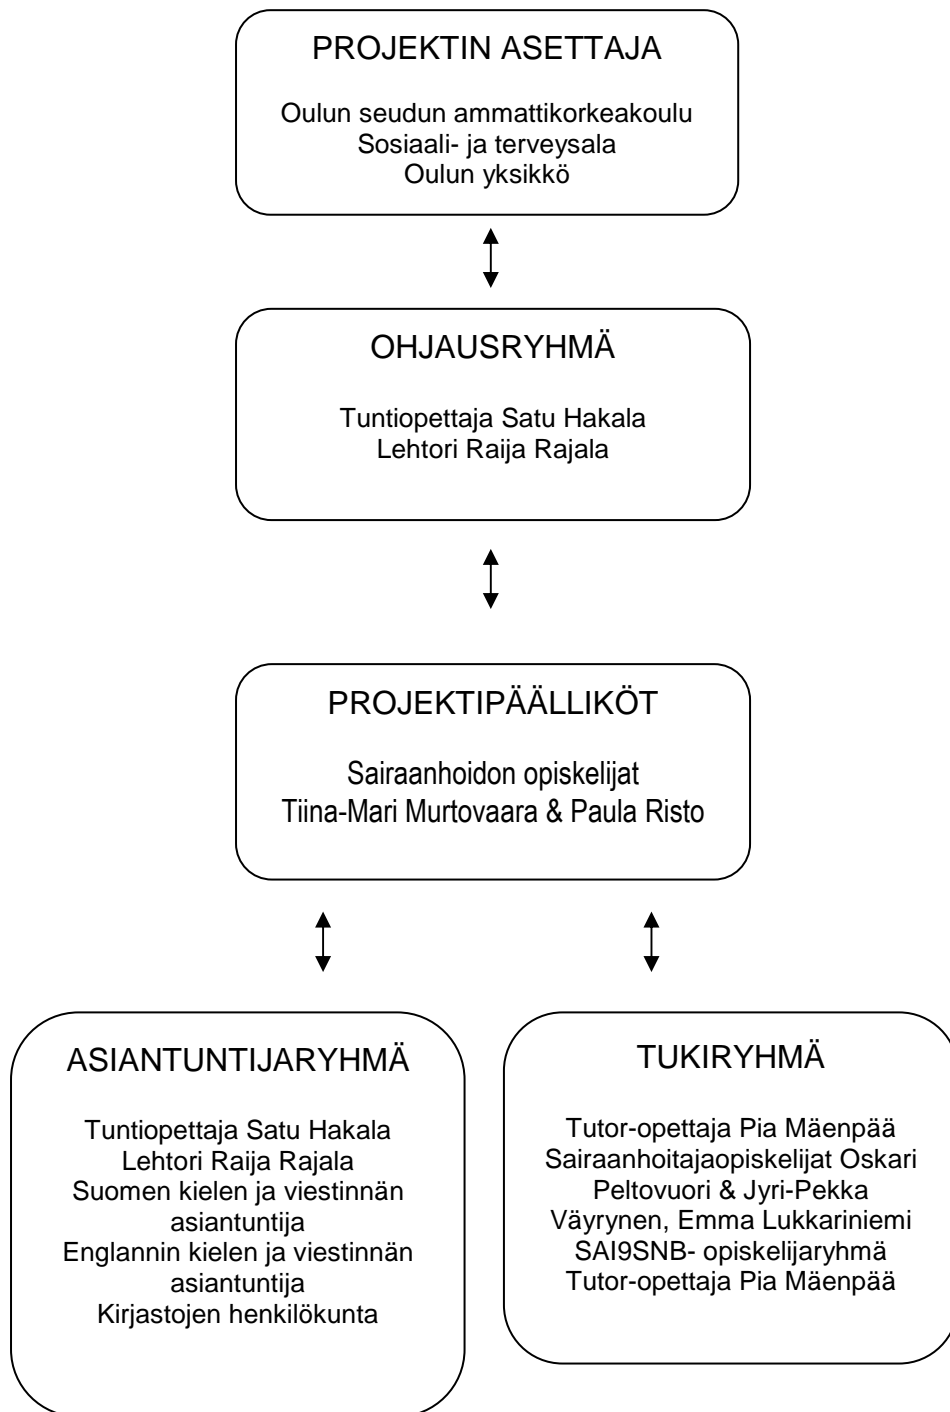 PROJEKTIN ASETTAJA
Oulun seudun ammattikorkeakoulu
Sosiaali- ja terveysala
Oulun yksikkö
OHJAUSRYHMÄ
Tuntiopettaja Satu Hakala
Lehtori Raija Rajala
PROJEKTIPÄÄLLIKÖT
Sairaanhoidon opiskelijat
Tiina-Mari Murtovaara & Paula Risto
ASIANTUNTIJARYHMÄ
Tuntiopettaja Satu Hakala
Lehtori Raija Rajala
Suomen kielen ja viestinnän
asiantuntija
Englannin kielen ja viestinnän
asiantuntija
Kirjastojen henkilökunta
TUKIRYHMÄ
Tutor-opettaja Pia Mäenpää
Sairaanhoitajaopiskelijat Oskari
Peltovuori & Jyri-Pekka
Väyrynen, Emma Lukkariniemi
SAI9SNB- opiskelijaryhmä
Tutor-opettaja Pia Mäenpää